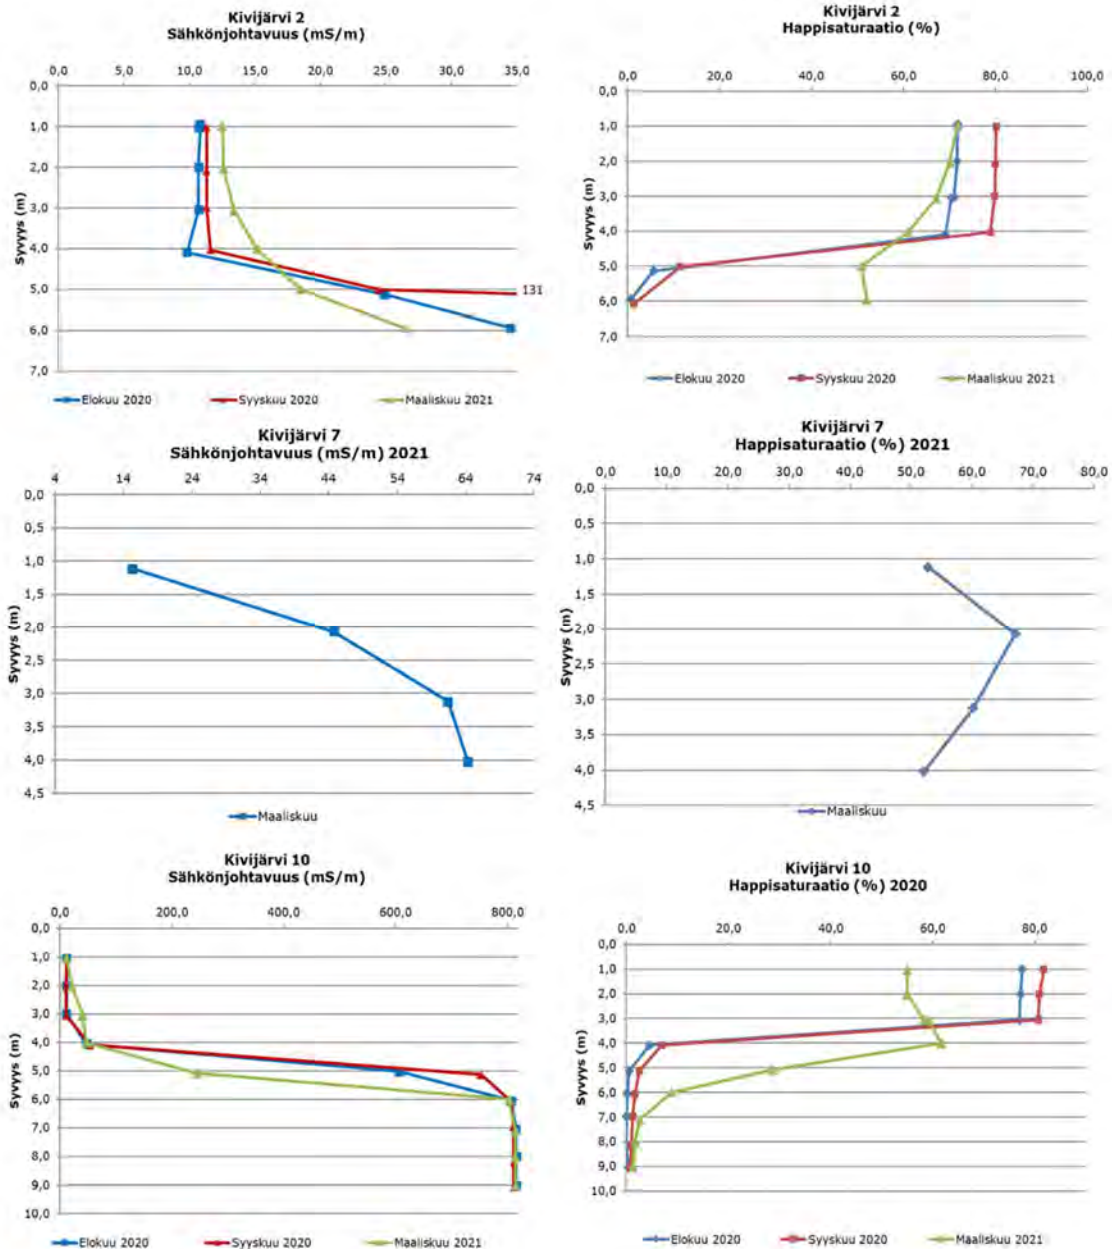 Kivijärvi 2
Sähkönjohtavuus (mS/m)
0,0 5,0 10,0 15,0 20,0 25,0 30,0 35,0
0,0
1,0
2,0
3,0
4,0
5,0
6,0
7,0
Syvyys (m)
131
Elokuu 2020 Syyskuu 2020 Maaliskuu 2021
Kivijärvi 2
Happisaturaatio (%)
0,0 20,0 40,0 60,0 80,0 100,0
0,0
1,0
2,0
3,0
4,0
5,0
6,0
7,0
Syvyys (m)
Elokuu 2020 Syyskuu 2020 Maaliskuu 2021
Kivijärvi 7
Sähkönjohtavuus (mS/m) 2021
4 14 24 34 44 54 64 74
0,0
0,5
1,0
1,5
2,0
2,5
3,0
3,5
4,0
4,5
Syvyys (m)
Maaliskuu
Kivijärvi 7
Happisaturaatio (%) 2021
0,0 10,0 20,0 30,0 40,0 50,0 60,0 70,0 80,0
0,0
0,5
1,0
1,5
2,0
2,5
3,0
3,5
4,0
4,5
Syvyys (m)
Maaliskuu
Kivijärvi 10
Sähkönjohtavuus (mS/m)
0,0 200,0 400,0 600,0 800,0
0,0
1,0
2,0
3,0
4,0
5,0
6,0
7,0
8,0
9,0
10,0
Syvyys (m)
Elokuu 2020 Syyskuu 2020 Maaliskuu 2021
Kivijärvi 10
Happisaturaatio (%) 2020
0,0 20,0 40,0 60,0 80,0
0,0
1,0
2,0
3,0
4,0
5,0
6,0
7,0
8,0
9,0
10,0
Syvyys (m)
Elokuu 2020 Syyskuu 2020 Maaliskuu 2021